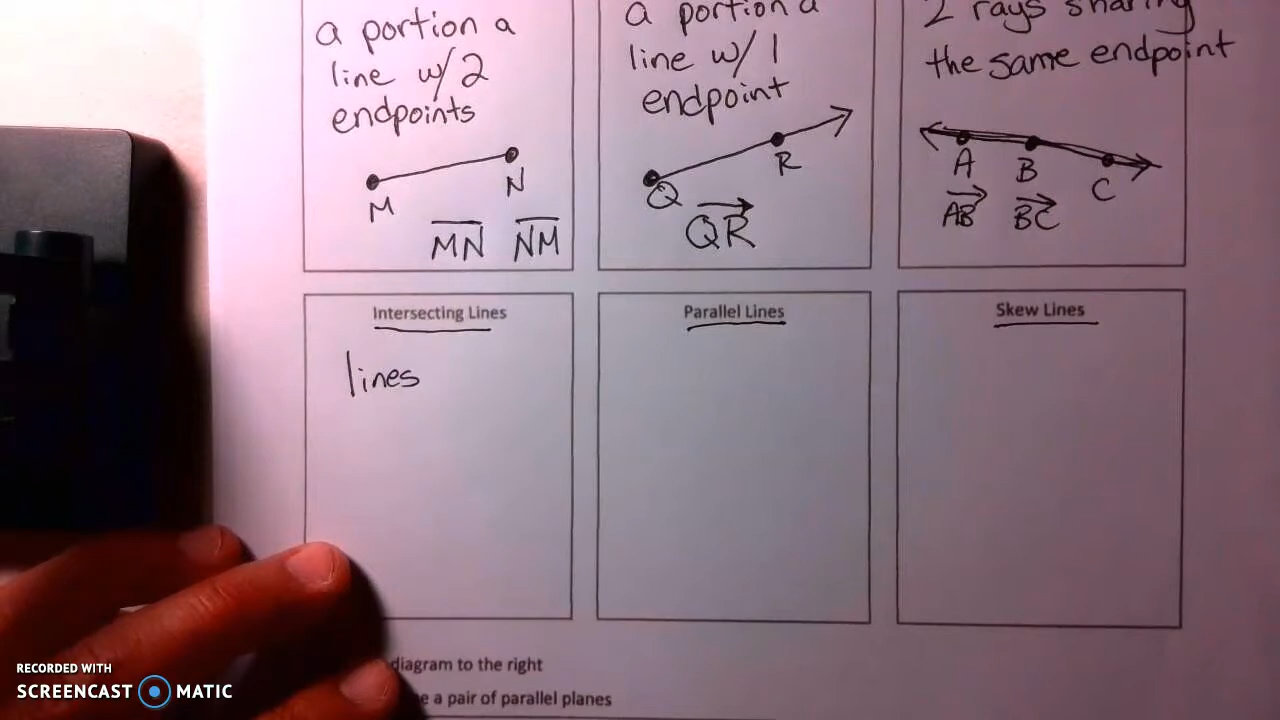 a portion a
line w/2
endpoints
M
N
MN NM
a portion a
line w/ 1
endpoint
Q
R
QR
2 rays sharing
the same endpoint
A
B
C
AB BC
Intersecting Lines
lines
Parallel Lines
Skew Lines
diagram to the right
a pair of parallel planes
RECORDED WITH
SCREENCAST MATIC